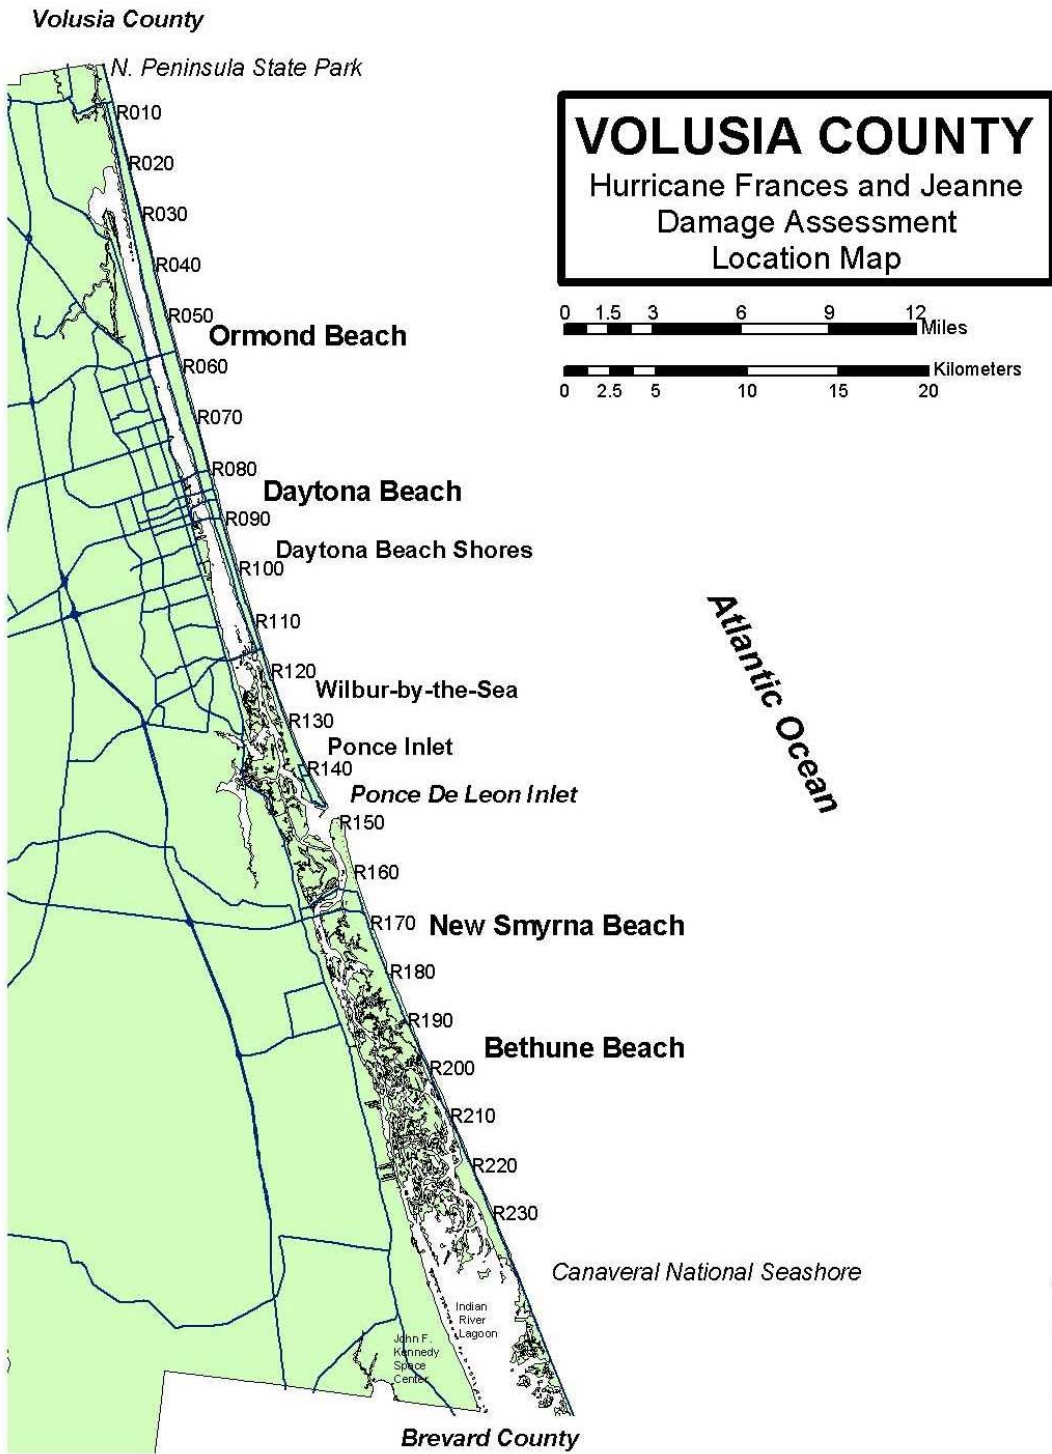 Volusia County
N. Peninsula State Park
VOLUSIA COUNTY
Hurricane Frances and Jeanne
Damage Assessment
Location Map
0 1.5 3 6 9 12
Miles
Kilometers
0 2.5 5 10 15 20
R010
R020
R030
R040
R050
Ormond Beach
R060
R070
R080
Daytona Beach
R090
Daytona Beach Shores
R100
R110
Atlantic Ocean
R120
Wilbur-by-the-Sea
R130
Ponce Inlet
R140
Ponce De Leon Inlet
R150
R160
R170
New Smyrna Beach
R180
R190
Bethune Beach
R200
R210
R220
R230
Canaveral National Seashore
Indian
River
Lagoon
John F.
Kennedy
Space
Center
Brevard County